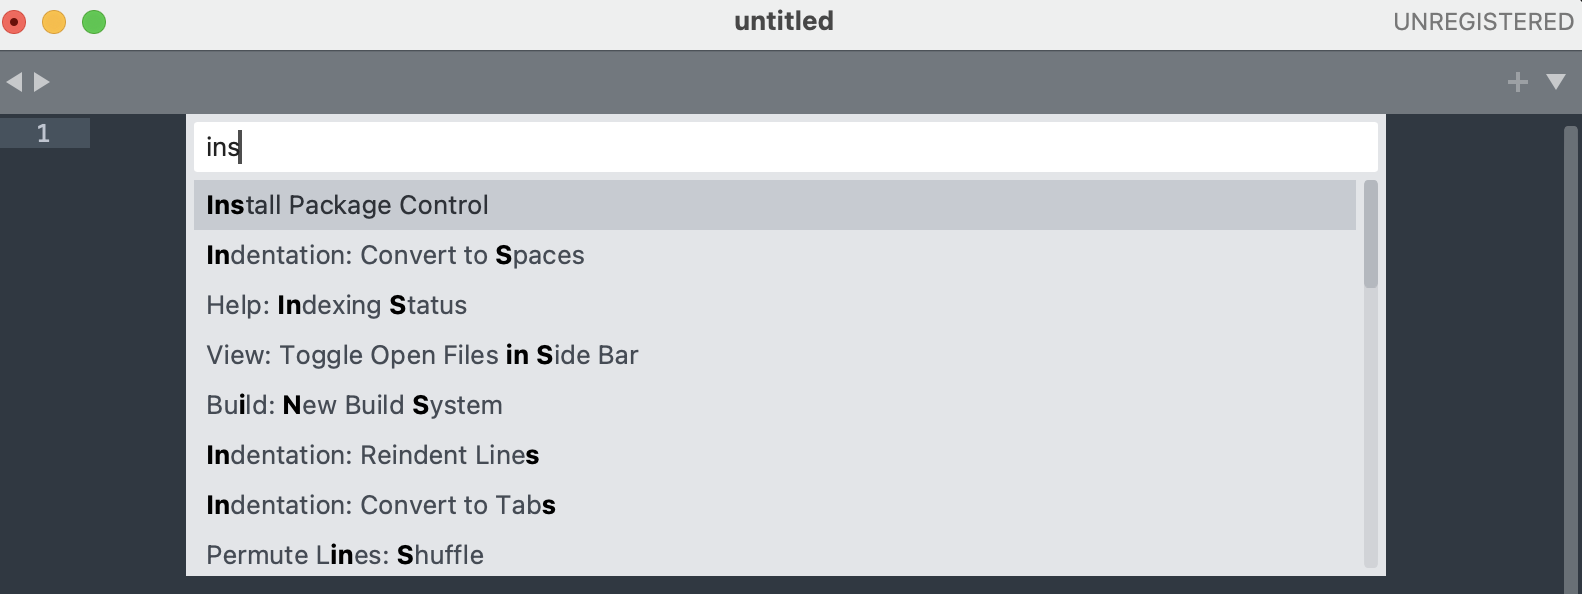 untitled
UNREGISTERED
1
ins
Install Package Control
Indentation: Convert to Spaces
Help: Indexing Status
View: Toggle Open Files in Side Bar
Build: New Build System
Indentation: Reindent Lines
Indentation: Convert to Tabs
Permute Lines: Shuffle